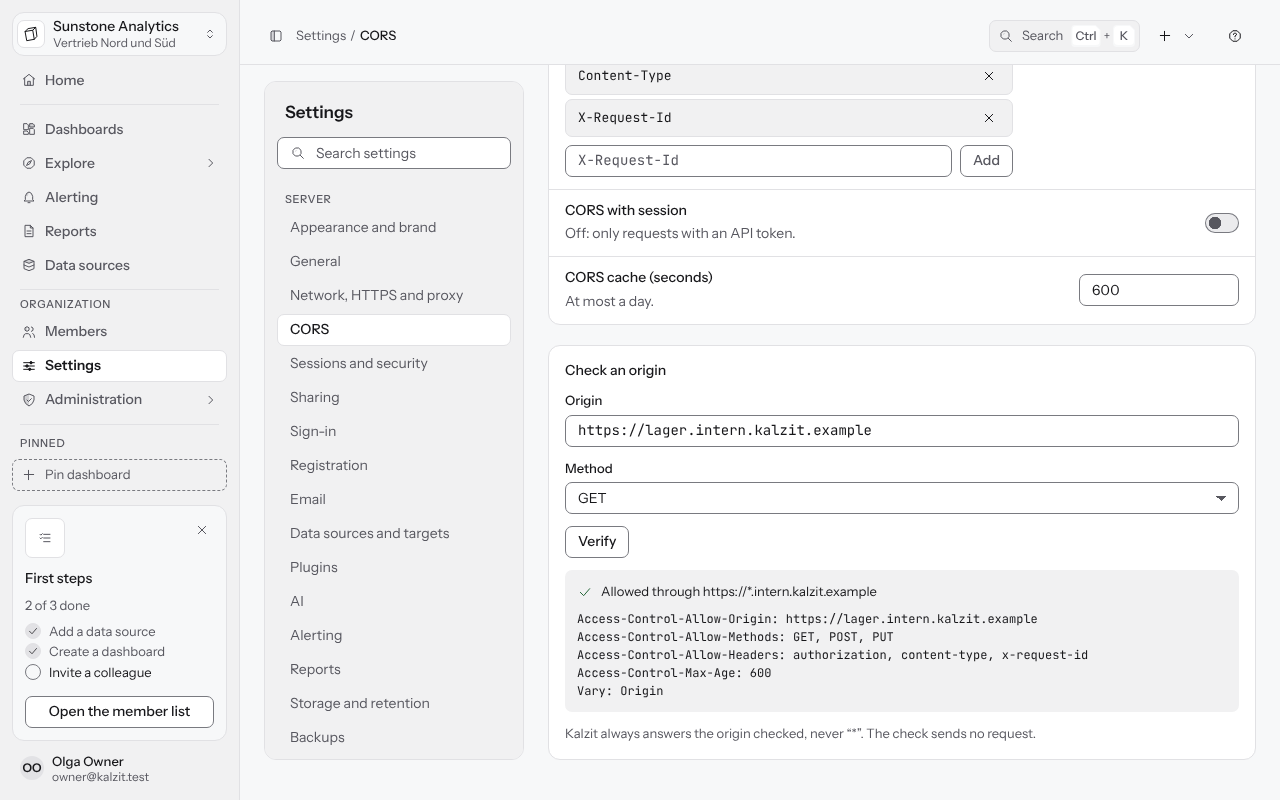 Sunstone Analytics
Vertrieb Nord und Süd
Home
Dashboards
Explore
Alerting
Reports
Data sources
ORGANIZATION
Members
Settings
Administration
PINNED
Pin dashboard
First steps
2 of 3 done
Add a data source
Create a dashboard
Invite a colleague
Open the member list
OO
Olga Owner
owner@kalzit.test
Settings / CORS
Search Ctrl + K
Settings
Search settings
SERVER
Appearance and brand
General
Network, HTTPS and proxy
CORS
Sessions and security
Sharing
Sign-in
Registration
Email
Data sources and targets
Plugins
AI
Alerting
Reports
Storage and retention
Backups
Content-Type
X-Request-Id
X-Request-Id
Add
CORS with session
Off: only requests with an API token.
CORS cache (seconds)
At most a day.
600
Check an origin
Origin
https://lager.intern.kalzit.example
Method
GET
Verify
Allowed through https://*.intern.kalzit.example
Access-Control-Allow-Origin: https://lager.intern.kalzit.example
Access-Control-Allow-Methods: GET, POST, PUT
Access-Control-Allow-Headers: authorization, content-type, x-request-id
Access-Control-Max-Age: 600
Vary: Origin
Kalzit always answers the origin checked, never “*”. The check sends no request.